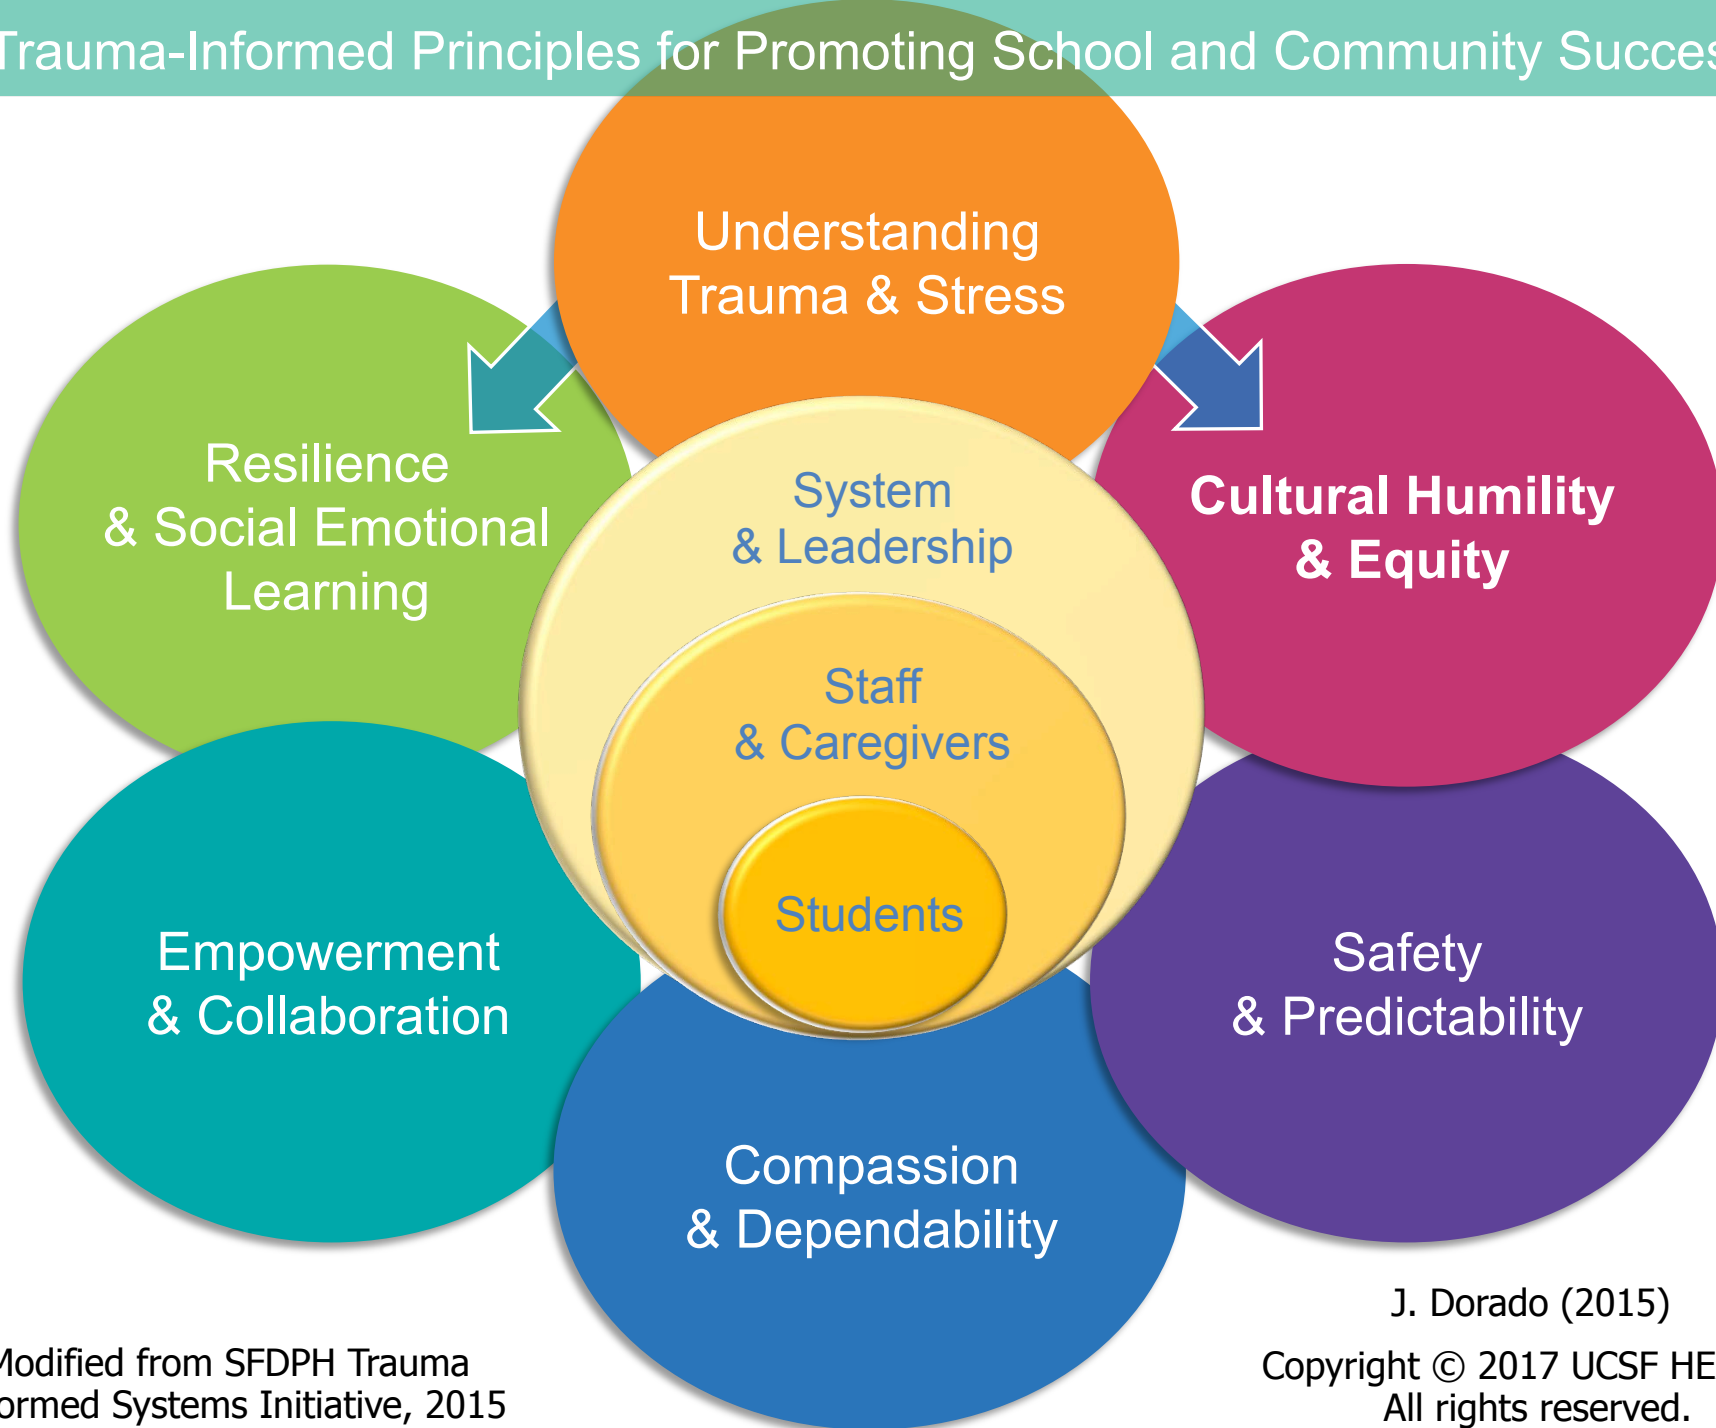 Trauma-Informed Principles for Promoting School and Community
Understanding
Trauma & Stress
Resilience
& Social Emotional
Learning
Cultural Humility
& Equity
System
& Leadership
Staff
& Caregivers
Students
Empowerment
& Collaboration
Safety
& Predictability
Compassion
& Dependability
J. Dorado (2015)
Modified from SFDPH Trauma
ormed Systems Initiative, 2015
Copyright © 2017 UCSF HE
All rights reserved.